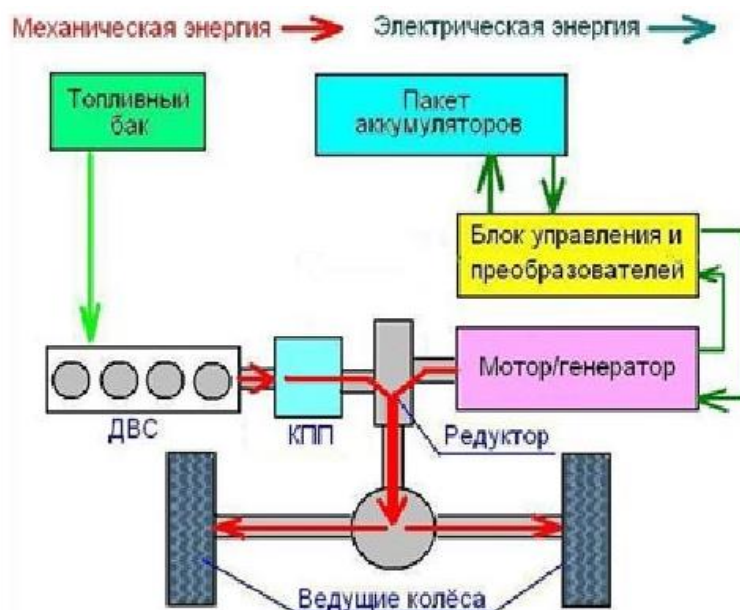 Механическая энергия
Электрическая энергия
Топливный
бак
Пакет
аккумуляторов
Блок управления и
преобразователей
Мотор/генератор
ДВС
КПП
Редуктор
Ведущие колёса